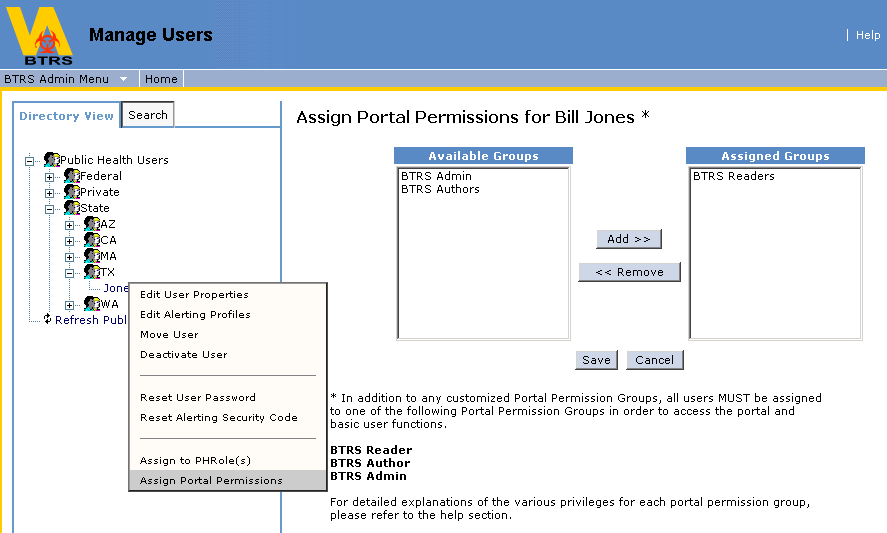 VA
BTRS
Manage Users
| Help
BTRS Admin Menu
Home
Directory View
Search
Public Health Users
Federal
Private
State
AZ
CA
MA
TX
Jone
WA
Refresh Publ
Edit User Properties
Edit Alerting Profiles
Move User
Deactivate User
Reset User Password
Reset Alerting Security Code
Assign to PHRole(s)
Assign Portal Permissions
Assign Portal Permissions for Bill Jones *
Available Groups
BTRS Admin
BTRS Authors
Add >>
<< Remove
Assigned Groups
BTRS Readers
Save
Cancel
* In addition to any customized Portal Permission Groups, all users MUST be assigned
to one of the following Portal Permission Groups in order to access the portal and
basic user functions.
BTRS Reader
BTRS Author
BTRS Admin
For detailed explanations of the various privileges for each portal permission group,
please refer to the help section.